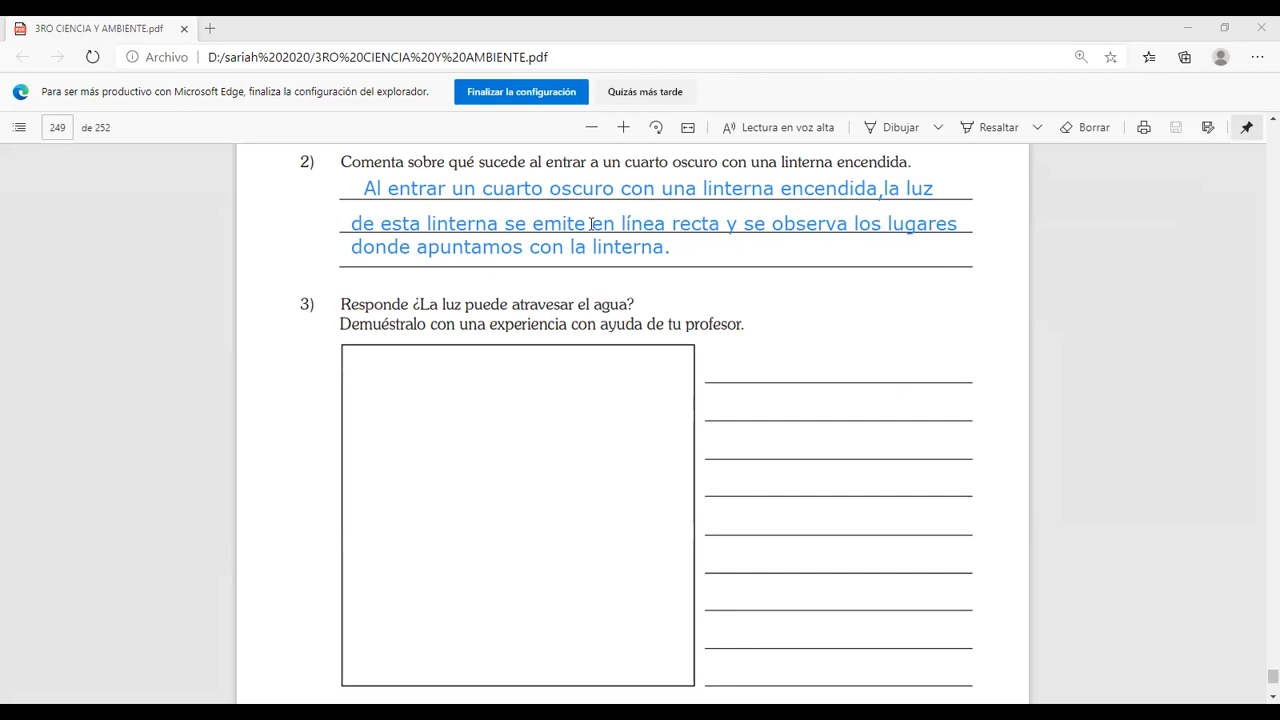 3RO CIENCIA Y AMBIENTE.pdf
Archivo D:/sariah%202020/3RO%20CIENCIA%20Y%20AMBIENTE.pdf
Para ser más productivo con Microsoft Edge, finaliza la configuración del explorador. Finalizar la configuración Quizás más tarde
249 de 252 Lectura en voz alta Dibujar Resaltar Borrar
2) Comenta sobre qué sucede al entrar a un cuarto oscuro con una linterna encendida.
Al entrar un cuarto oscuro con una linterna encendida,la luz
de esta linterna se emite en línea recta y se observa los lugares
donde apuntamos con la linterna.
3) Responde ¿La luz puede atravesar el agua?
Demuéstralo con una experiencia con ayuda de tu profesor.